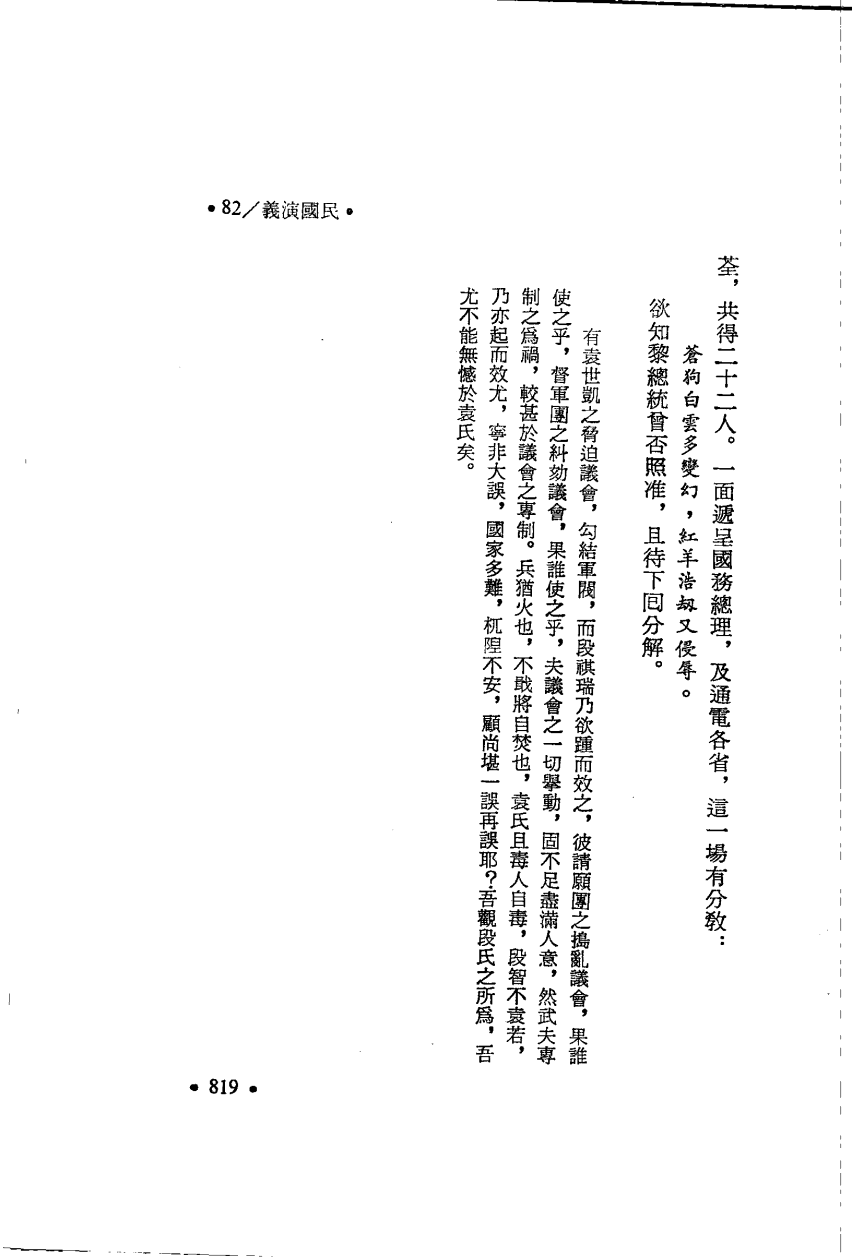 •82／義演國民•
荃，共得二十二人。一面遞呈國務總理，及通電各省，這一場有分教：
蒼狗白雲多變幻，紅羊浩劫又侵辱。
欲知黎總統曾否照准，且待下回分解。
有袁世凱之脅迫議會，勾結軍閥，而段祺瑞乃欲踵而效之，彼請願團之搗亂議會，果誰
使之乎，督軍團之糾劾議會，果誰使之乎，夫議會之一切舉動，固不足盡滿人意，然武夫專
制之爲禍，較甚於議會之專制。兵猶火也，不戢將自焚也，袁氏且毒人自毒，段智不袁若，
乃亦起而效尤，寧非大誤，國家多難，杌隉不安，顧尚堪一誤再誤耶？吾觀段氏之所爲，吾
尤不能無憾於袁氏矣。
•819•